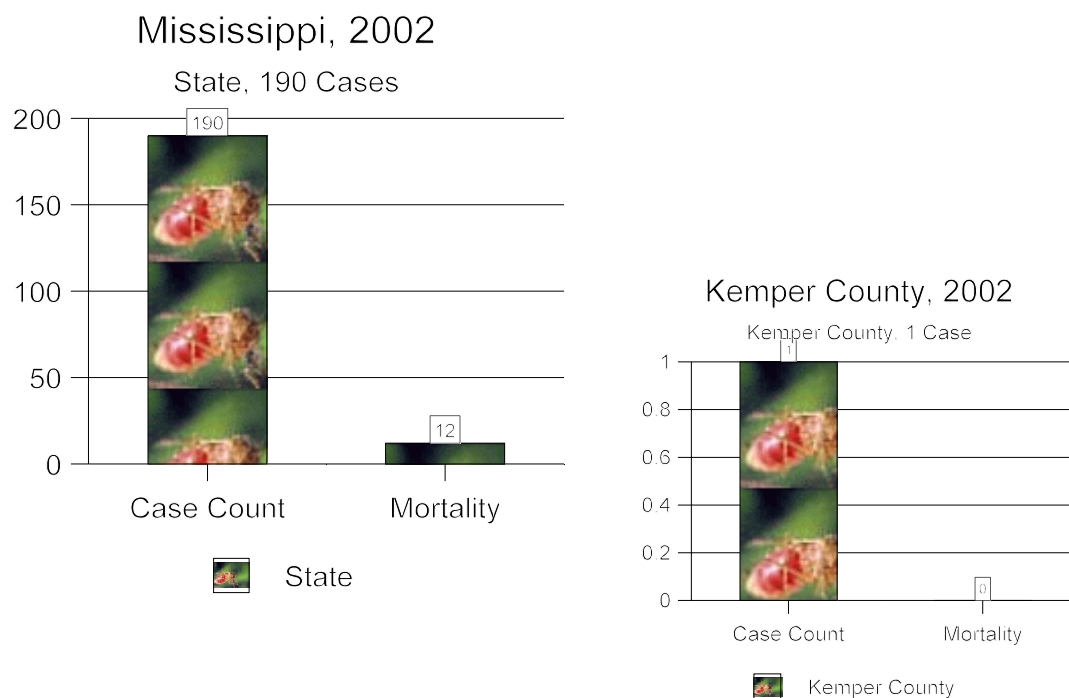 Mississippi, 2002
State, 190 Cases
200
190
150
100
50
12
0
Case Count Mortality
State
Kemper County, 2002
Kemper County, 1 Case
1
1
0.8
0.6
0.4
0.2
0
0
Case Count Mortality
Kemper County